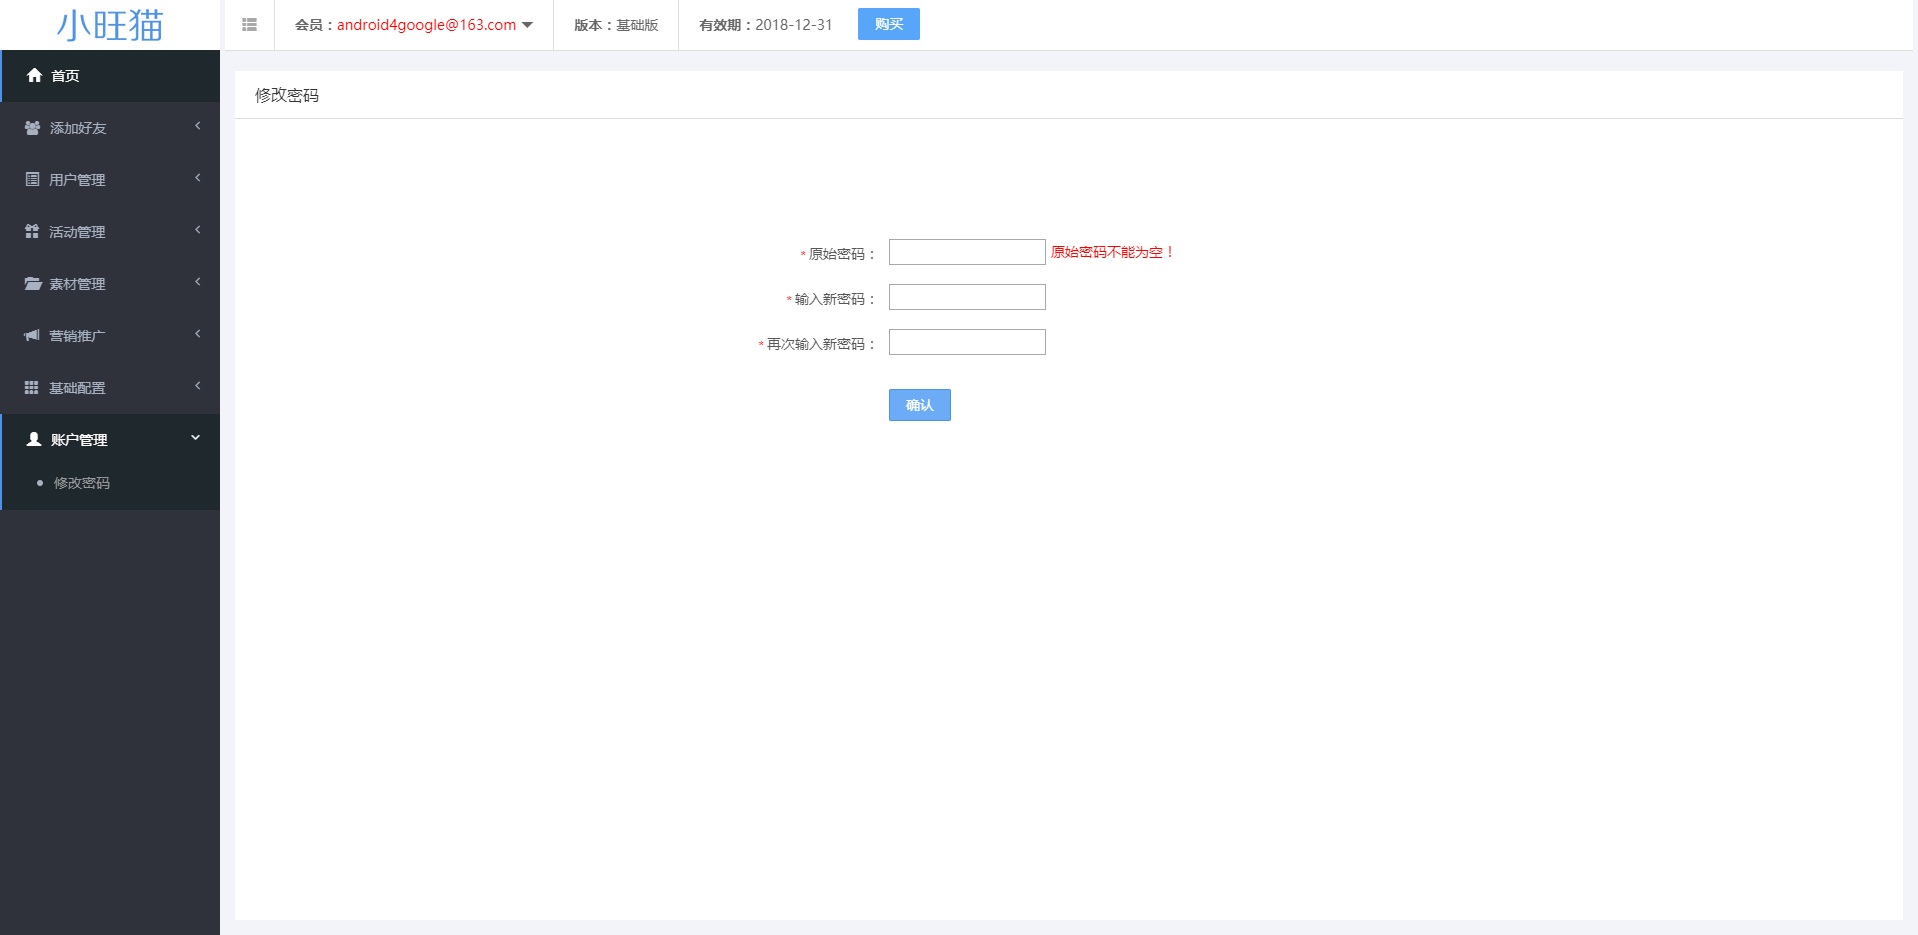 小旺猫
会员：android4google@163.com
版本：基础版
有效期：2018-12-31
购买
首页
添加好友
用户管理
活动管理
素材管理
营销推广
基础配置
账户管理
修改密码
修改密码
*原始密码：
原始密码不能为空！
*输入新密码：
*再次输入新密码：
确认